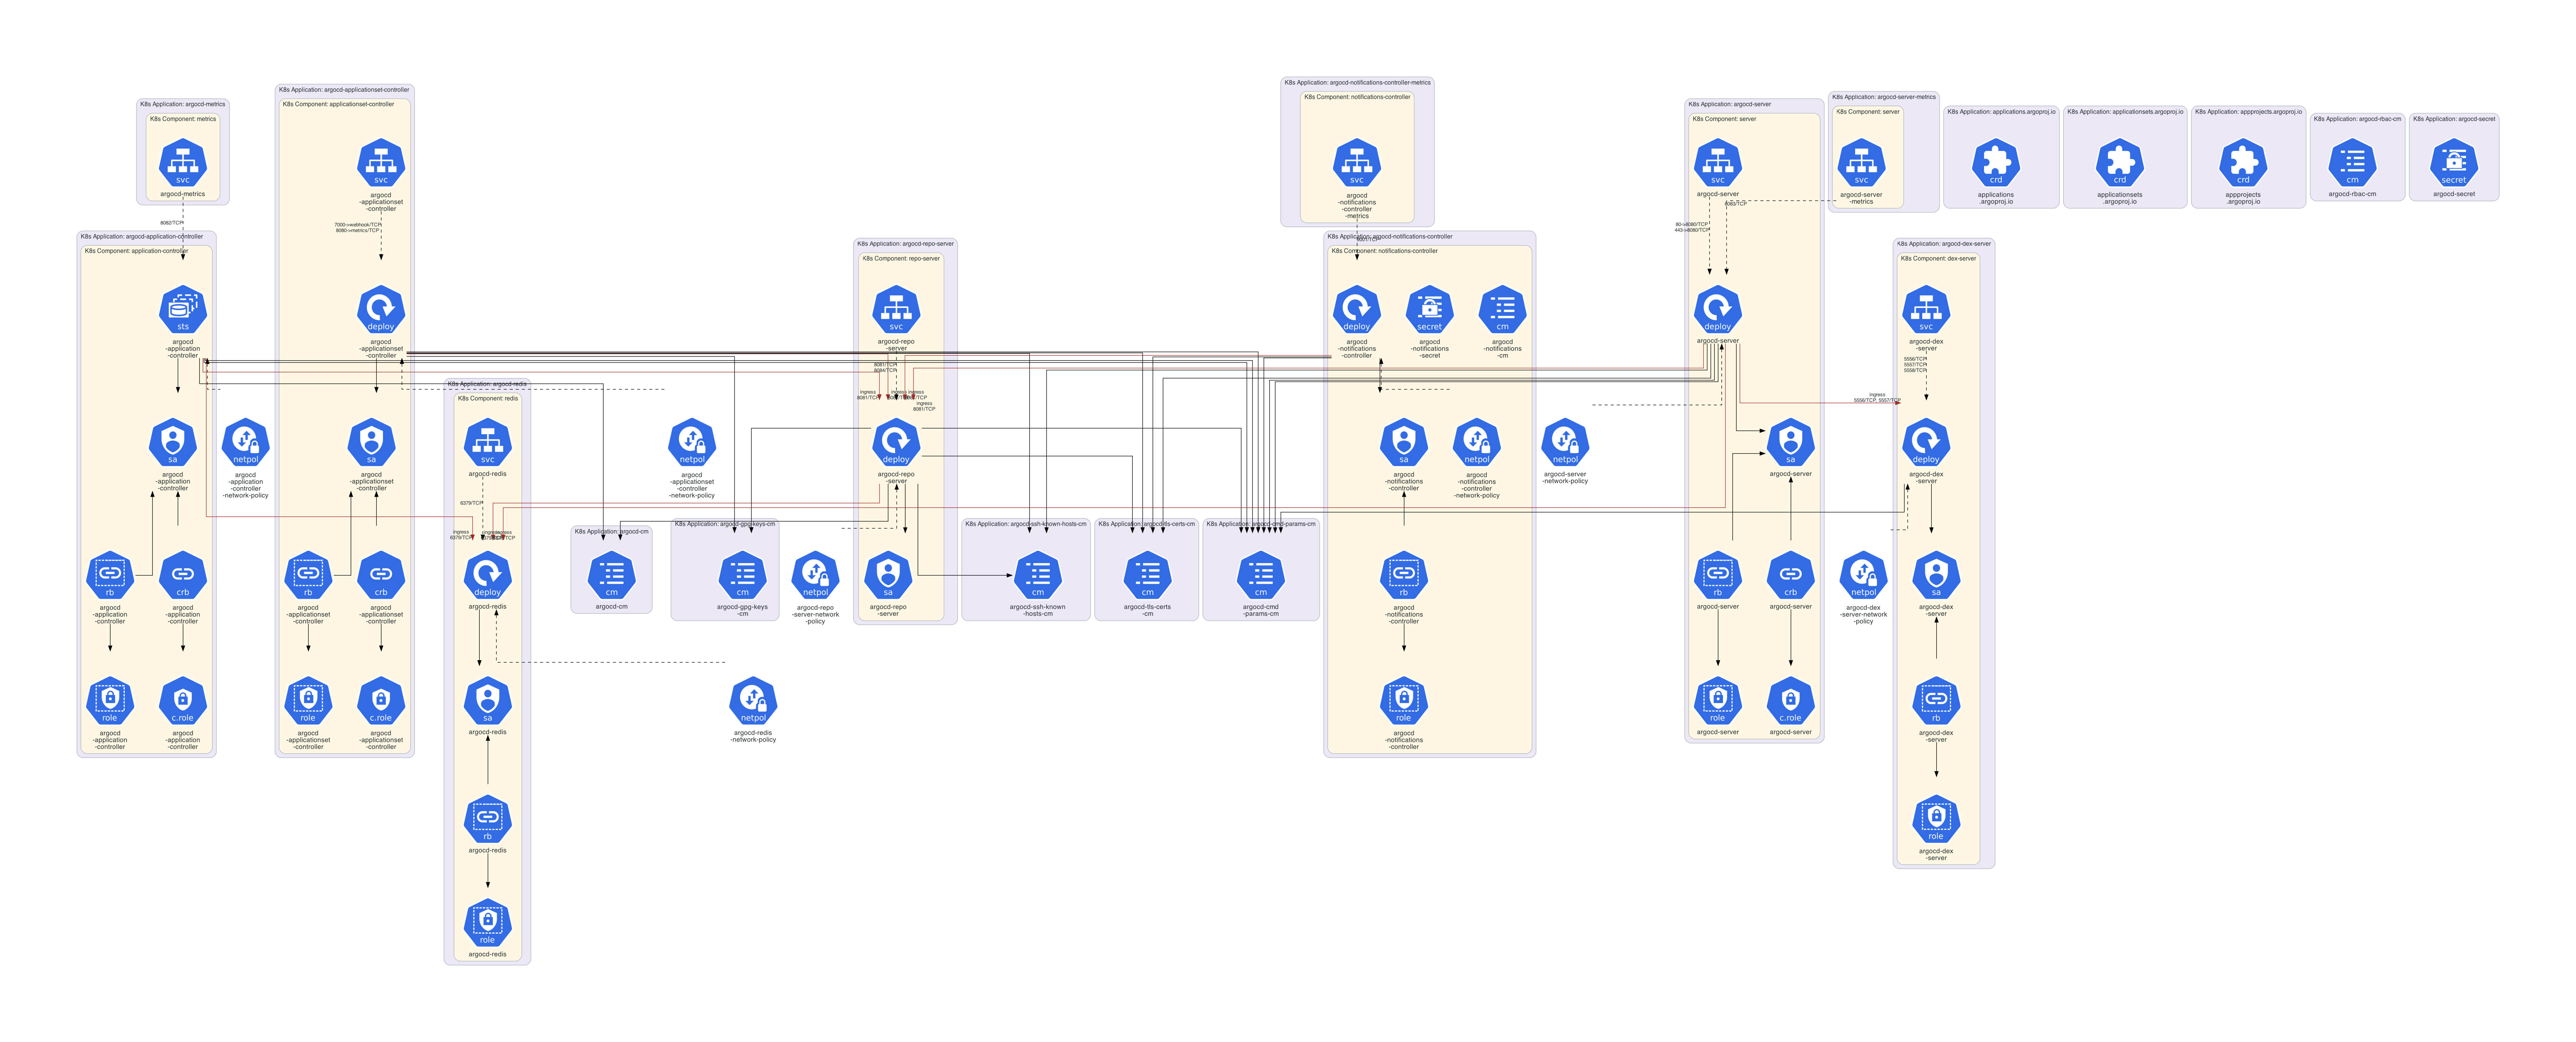 K8s Application: argocd-metrics
K8s Component: metrics
svc
argocd-metrics
8082/TCP
K8s Application: argocd-application-controller
K8s Component: application-controller
sts
argocd
-application
-controller
sa
argocd
-application
-controller
netpol
argocd
-application
-controller
-network-policy
rb
argocd
-application
-controller
crb
argocd
-application
-controller
role
argocd
-application
-controller
c.role
argocd
-application
-controller
K8s Application: argocd-applicationset-controller
K8s Component: applicationset-controller
svc
argocd
-applicationset
-controller
7000->webhook/TCP
8080->metrics/TCP
deploy
argocd
-applicationset
-controller
sa
argocd
-applicationset
-controller
rb
argocd
-applicationset
-controller
crb
argocd
-applicationset
-controller
role
argocd
-applicationset
-controller
c.role
argocd
-applicationset
-controller
K8s Application: argocd-redis
K8s Component: redis
svc
argocd-redis
6379/TCP
ingress
6379/TCP
deploy
argocd-redis
sa
argocd-redis
rb
argocd-redis
role
argocd-redis
K8s Application: argocd-cm
cm
argocd-cm
netpol
argocd
-applicationset
-controller
-network-policy
K8s Application: argocd-gpg-keys-cm
cm
argocd-gpg-keys
-cm
netpol
argocd-repo
-server-network
-policy
netpol
argocd-redis
-network-policy
K8s Application: argocd-repo-server
K8s Component: repo-server
svc
argocd-repo
-server
8081/TCP
8084/TCP
ingress
8081/TCP
ingress
ingress
ingress
8081/TCP
deploy
argocd-repo
-server
sa
argocd-repo
-server
K8s Application: argocd-ssh-known-hosts-cm
cm
argocd-ssh-known
-hosts-cm
K8s Application: argocd-tls-certs-cm
cm
argocd-tls-certs
-cm
K8s Application: argocd-cmd-params-cm
cm
argocd-cmd
-params-cm
K8s Application: argocd-notifications-controller-metrics
K8s Component: notifications-controller
svc
argocd
-notifications
-controller
-metrics
9001/TCP
K8s Application: argocd-notifications-controller
K8s Component: notifications-controller
deploy
argocd
-notifications
-controller
secret
argocd
-notifications
-secret
cm
argocd
-notifications
-cm
sa
argocd
-notifications
-controller
netpol
argocd
-notifications
-controller
-network-policy
rb
argocd
-notifications
-controller
role
argocd
-notifications
-controller
netpol
argocd-server
-network-policy
K8s Application: argocd-server
K8s Component: server
svc
argocd-server
80->8080/TCP
443->8080/TCP
8083/TCP
deploy
argocd-server
sa
argocd-server
rb
argocd-server
crb
argocd-server
role
argocd-server
c.role
argocd-server
K8s Application: argocd-server-metrics
K8s Component: server
svc
argocd-server
-metrics
K8s Application: argocd-dex-server
K8s Component: dex-server
svc
argocd-dex
-server
5556/TCP
5557/TCP
5558/TCP
ingress
5556/TCP, 5557/TCP
deploy
argocd-dex
-server
netpol
argocd-dex
-server-network
-policy
sa
argocd-dex
-server
rb
argocd-dex
-server
role
argocd-dex
-server
K8s Application: applications.argoproj.io
crd
applications
.argoproj.io
K8s Application: applicationsets.argoproj.io
crd
applicationsets
.argoproj.io
K8s Application: appprojects.argoproj.io
crd
appprojects
.argoproj.io
K8s Application: argocd-rbac-cm
cm
argocd-rbac-cm
K8s Application: argocd-secret
secret
argocd-secret